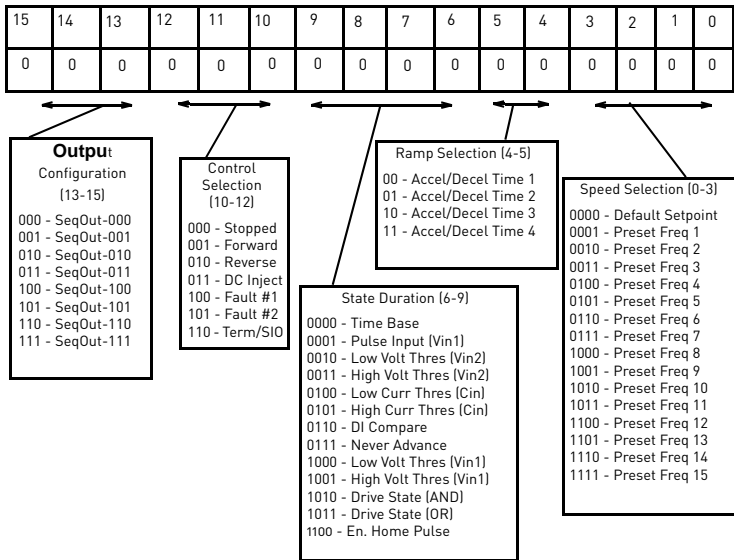 15 14 13 12 11 10 9 8 7 6 5 4 3 2 1 0
0 0 0 0 0 0 0 0 0 0 0 0 0 0 0 0
Output
Configuration
(13-15)
000 - SeqOut-000
001 - SeqOut-001
010 - SeqOut-010
011 - SeqOut-011
100 - SeqOut-100
101 - SeqOut-101
110 - SeqOut-110
111 - SeqOut-111
Control
Selection
(10-12)
000 - Stopped
001 - Forward
010 - Reverse
011 - DC Inject
100 - Fault #1
101 - Fault #2
110 - Term/SIO
State Duration (6-9)
0000 - Time Base
0001 - Pulse Input (Vin1)
0010 - Low Volt Thres (Vin2)
0011 - High Volt Thres (Vin2)
0100 - Low Curr Thres (Cin)
0101 - High Curr Thres (Cin)
0110 - DI Compare
0111 - Never Advance
1000 - Low Volt Thres (Vin1)
1001 - High Volt Thres (Vin1)
1010 - Drive State (AND)
1011 - Drive State (OR)
1100 - En. Home Pulse
Ramp Selection (4-5)
00 - Accel/Decel Time 1
01 - Accel/Decel Time 2
10 - Accel/Decel Time 3
11 - Accel/Decel Time 4
Speed Selection (0-3)
0000 - Default Setpoint
0001 - Preset Freq 1
0010 - Preset Freq 2
0011 - Preset Freq 3
0100 - Preset Freq 4
0101 - Preset Freq 5
0110 - Preset Freq 6
0111 - Preset Freq 7
1000 - Preset Freq 8
1001 - Preset Freq 9
1010 - Preset Freq 10
1011 - Preset Freq 11
1100 - Preset Freq 12
1101 - Preset Freq 13
1110 - Preset Freq 14
1111 - Preset Freq 15